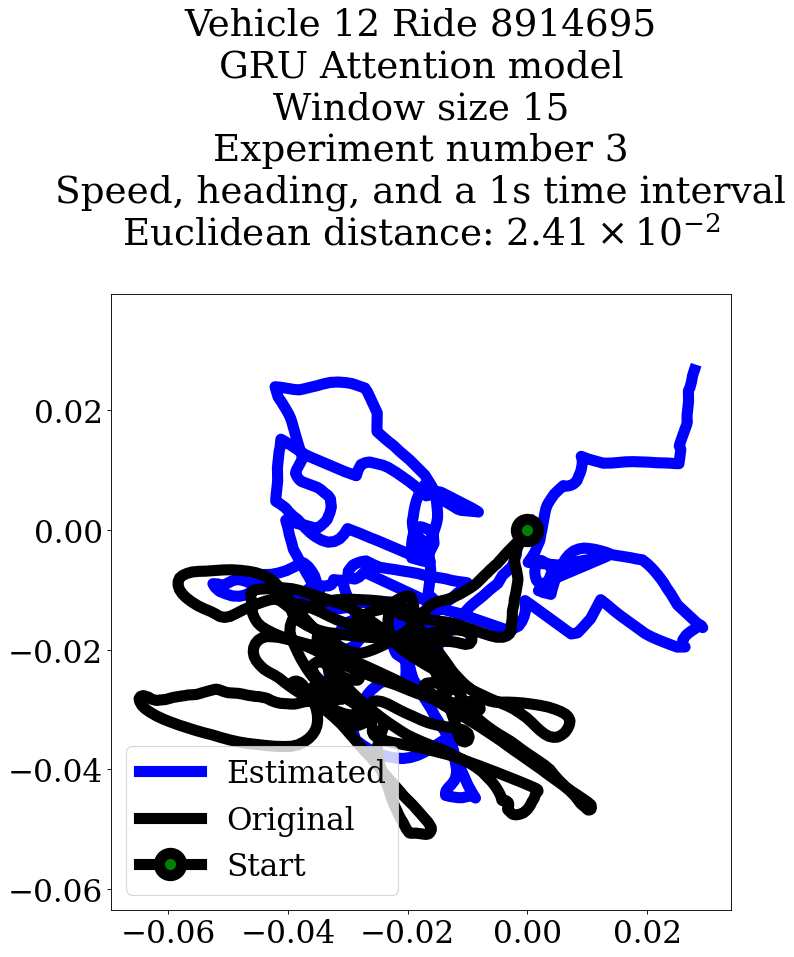 Vehicle 12 Ride 8914695
GRU Attention model
Window size 15
Experiment number 3
Speed, heading, and a 1s time interval
Euclidean distance: 2.41 × 10⁻²
0.02
0.00
−0.02
−0.04
−0.06
Estimated
Original
Start
−0.06 −0.04 −0.02 0.00 0.02